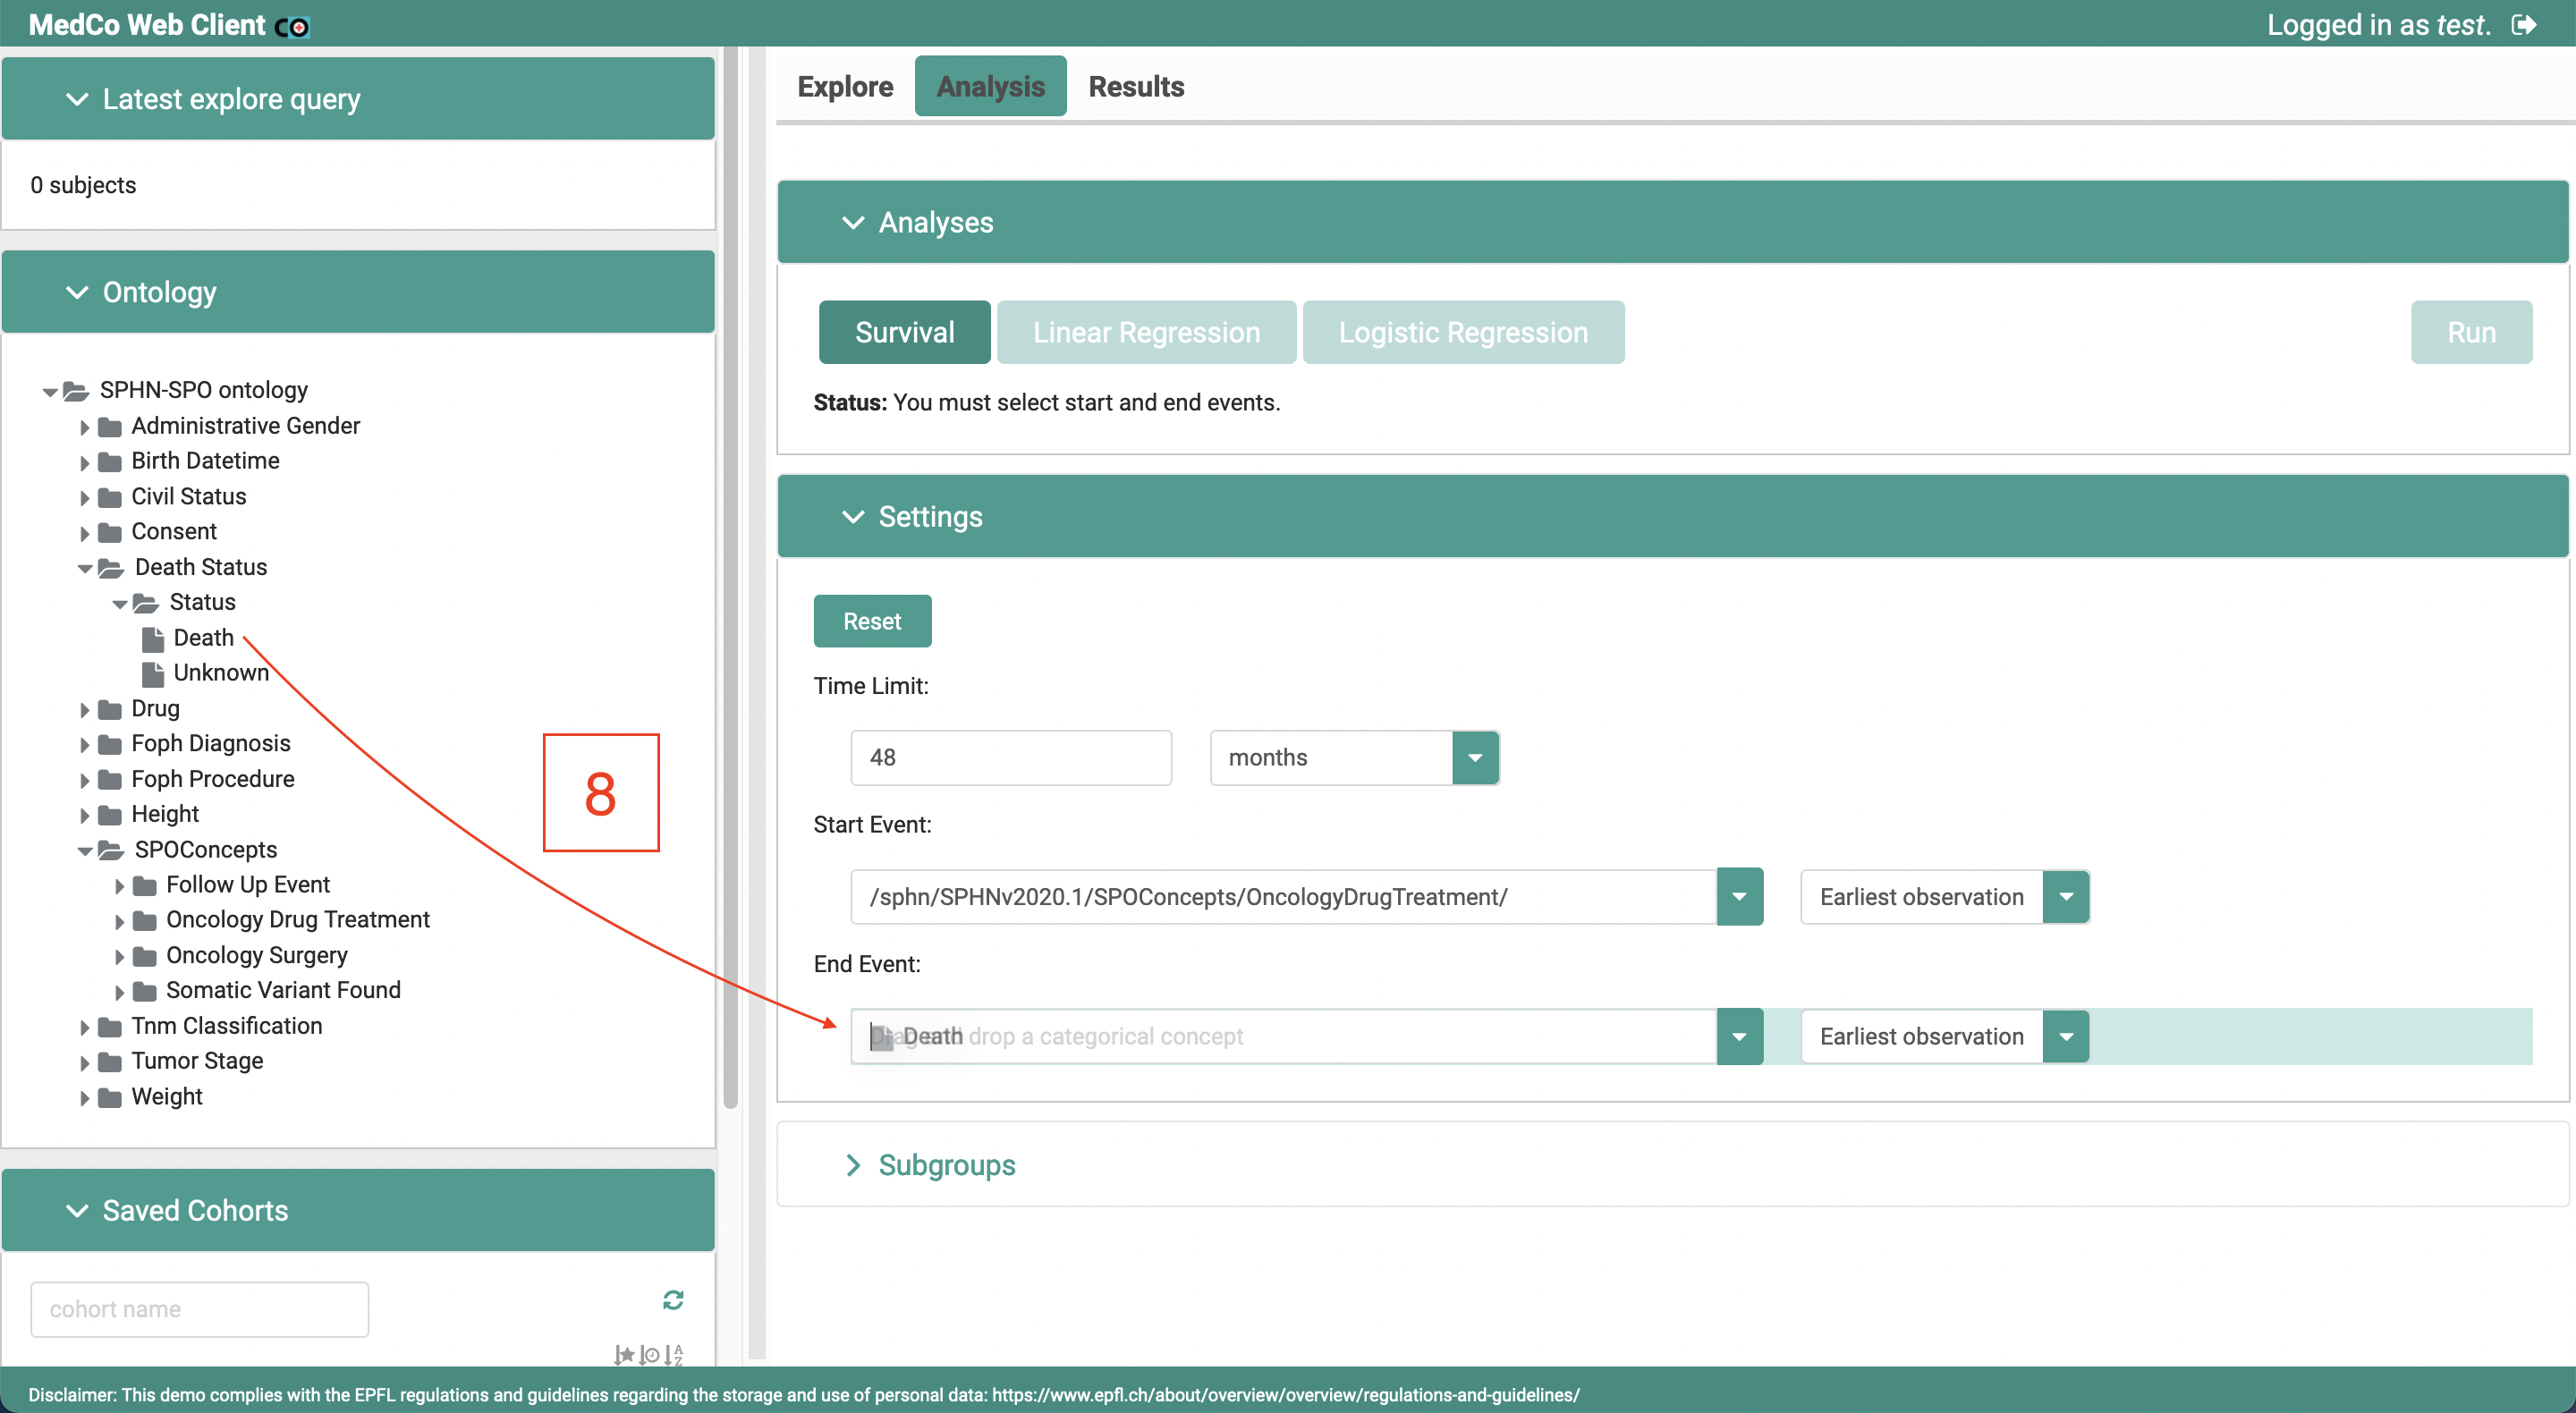 MedCo Web Client
Logged in as test.
Latest explore query
0 subjects
Ontology
SPHN-SPO ontology
Administrative Gender
Birth Datetime
Civil Status
Consent
Death Status
Status
Death
Unknown
Drug
Foph Diagnosis
Foph Procedure
Height
SPOConcepts
Follow Up Event
Oncology Drug Treatment
Oncology Surgery
Somatic Variant Found
Tnm Classification
Tumor Stage
Weight
8
Saved Cohorts
cohort name
Explore Analysis Results
Analyses
Survival Linear Regression Logistic Regression Run
Status: You must select start and end events.
Settings
Reset
Time Limit:
48 months
Start Event:
/sphn/SPHNv2020.1/SPOConcepts/OncologyDrugTreatment/ Earliest observation
End Event:
Death drop a categorical concept Earliest observation
Subgroups
Disclaimer: This demo complies with the EPFL regulations and guidelines regarding the storage and use of personal data: https://www.epfl.ch/about/overview/overview/regulations-and-guidelines/